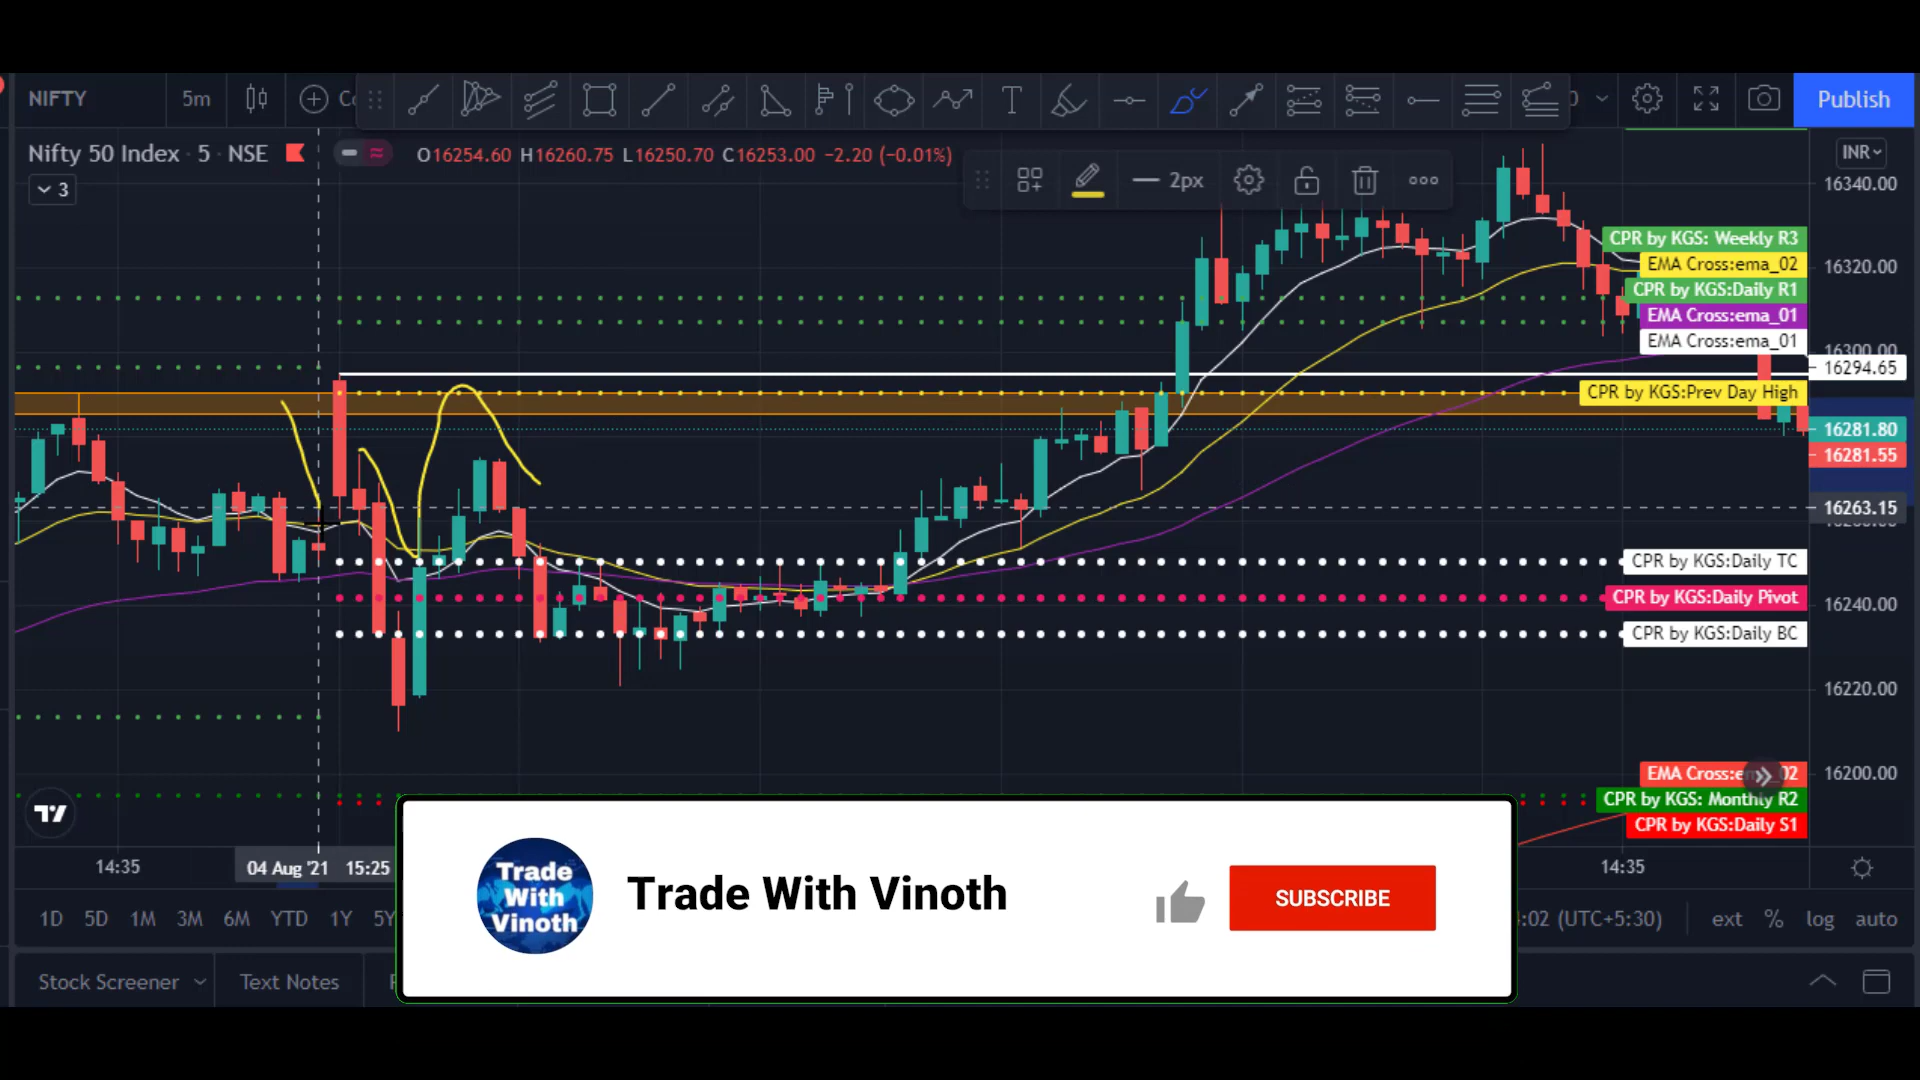 NIFTY 5m Publish
Nifty 50 Index · 5 · NSE O16254.60 H16260.75 L16250.70 C16253.00 −2.20 (−0.01%)
2px
INR
3
16340.00
CPR by KGS: Weekly R3
EMA Cross:ema_02
16320.00
CPR by KGS:Daily R1
EMA Cross:ema_01
EMA Cross:ema_01
16300.00
16294.65
CPR by KGS:Prev Day High
16281.80
16281.55
16263.15
CPR by KGS:Daily TC
CPR by KGS:Daily Pivot
16240.00
CPR by KGS:Daily BC
16220.00
16200.00
CPR by KGS: Monthly R2
CPR by KGS:Daily S1
14:35 04 Aug '21 15:25 14:35
Trade
With
Vinoth
Trade With Vinoth
SUBSCRIBE
1D 5D 1M 3M 6M YTD 1Y (UTC+5:30) ext % log auto
Stock Screener Text Notes